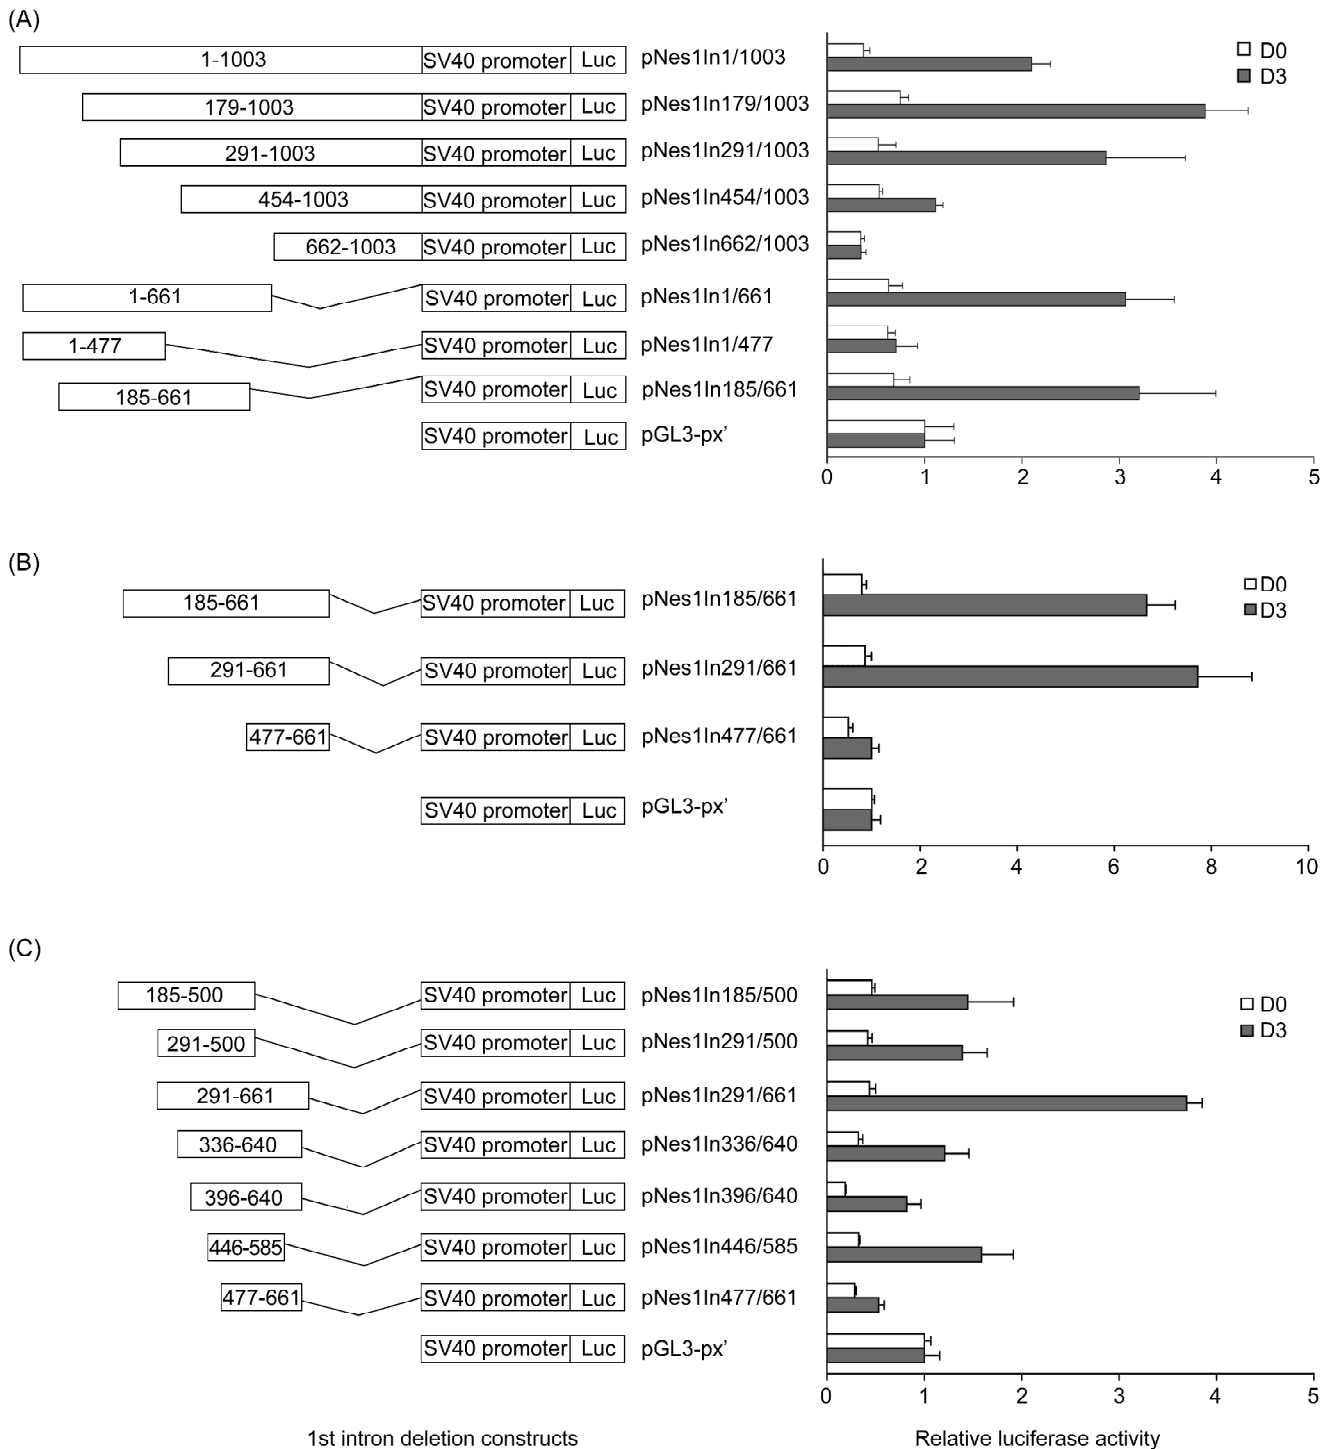 (A)
1-1003 SV40 promoter Luc pNes1In1/1003
179-1003 SV40 promoter Luc pNes1In179/1003
291-1003 SV40 promoter Luc pNes1In291/1003
454-1003 SV40 promoter Luc pNes1In454/1003
662-1003 SV40 promoter Luc pNes1In662/1003
1-661 SV40 promoter Luc pNes1In1/661
1-477 SV40 promoter Luc pNes1In1/477
185-661 SV40 promoter Luc pNes1In185/661
SV40 promoter Luc pGL3-px'
D0
D3
0 1 2 3 4 5
(B)
185-661 SV40 promoter Luc pNes1In185/661
291-661 SV40 promoter Luc pNes1In291/661
477-661 SV40 promoter Luc pNes1In477/661
SV40 promoter Luc pGL3-px'
D0
D3
0 2 4 6 8 10
(C)
185-500 SV40 promoter Luc pNes1In185/500
291-500 SV40 promoter Luc pNes1In291/500
291-661 SV40 promoter Luc pNes1In291/661
336-640 SV40 promoter Luc pNes1In336/640
396-640 SV40 promoter Luc pNes1In396/640
446-585 SV40 promoter Luc pNes1In446/585
477-661 SV40 promoter Luc pNes1In477/661
SV40 promoter Luc pGL3-px'
D0
D3
0 1 2 3 4 5
1st intron deletion constructs
Relative luciferase activity